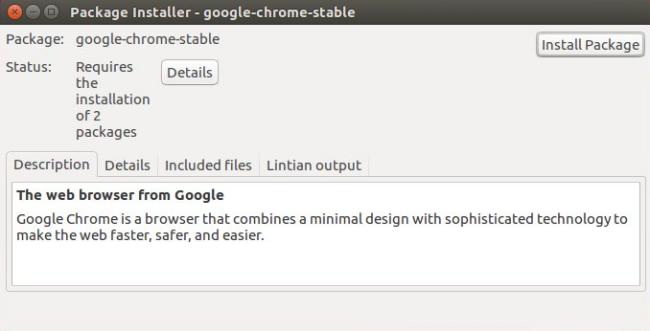 Package Installer - google-chrome-stable
Package: google-chrome-stable
Install Package
Status: Requires the installation of 2 packages
Details
Description Details Included files Lintian output
The web browser from Google
Google Chrome is a browser that combines a minimal design with sophisticated technology to
make the web faster, safer, and easier.